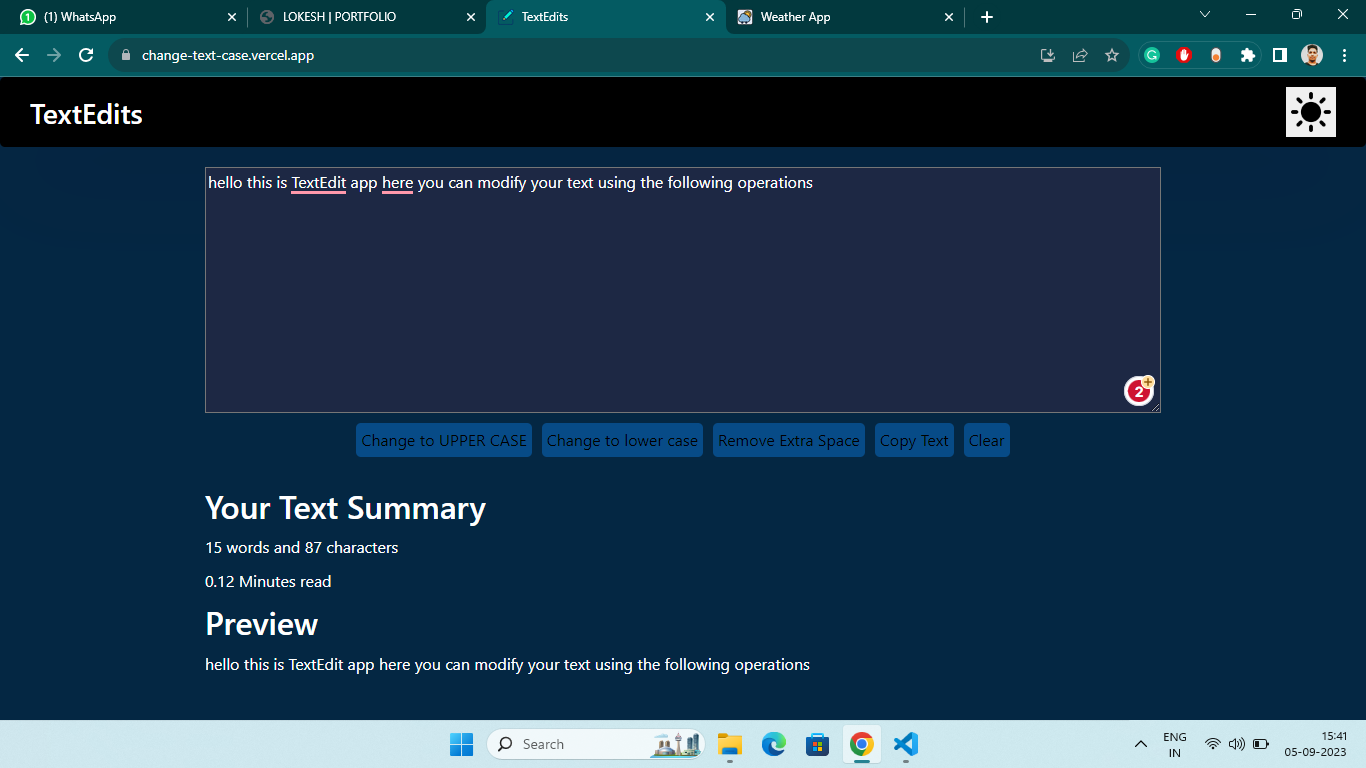 (1) WhatsApp
LOKESH | PORTFOLIO
TextEdits
Weather App
change-text-case.vercel.app
TextEdits
hello this is TextEdit app here you can modify your text using the following operations
2
Change to UPPER CASE
Change to lower case
Remove Extra Space
Copy Text
Clear
Your Text Summary
15 words and 87 characters
0.12 Minutes read
Preview
hello this is TextEdit app here you can modify your text using the following operations
Search
ENG
IN
15:41
05-09-2023